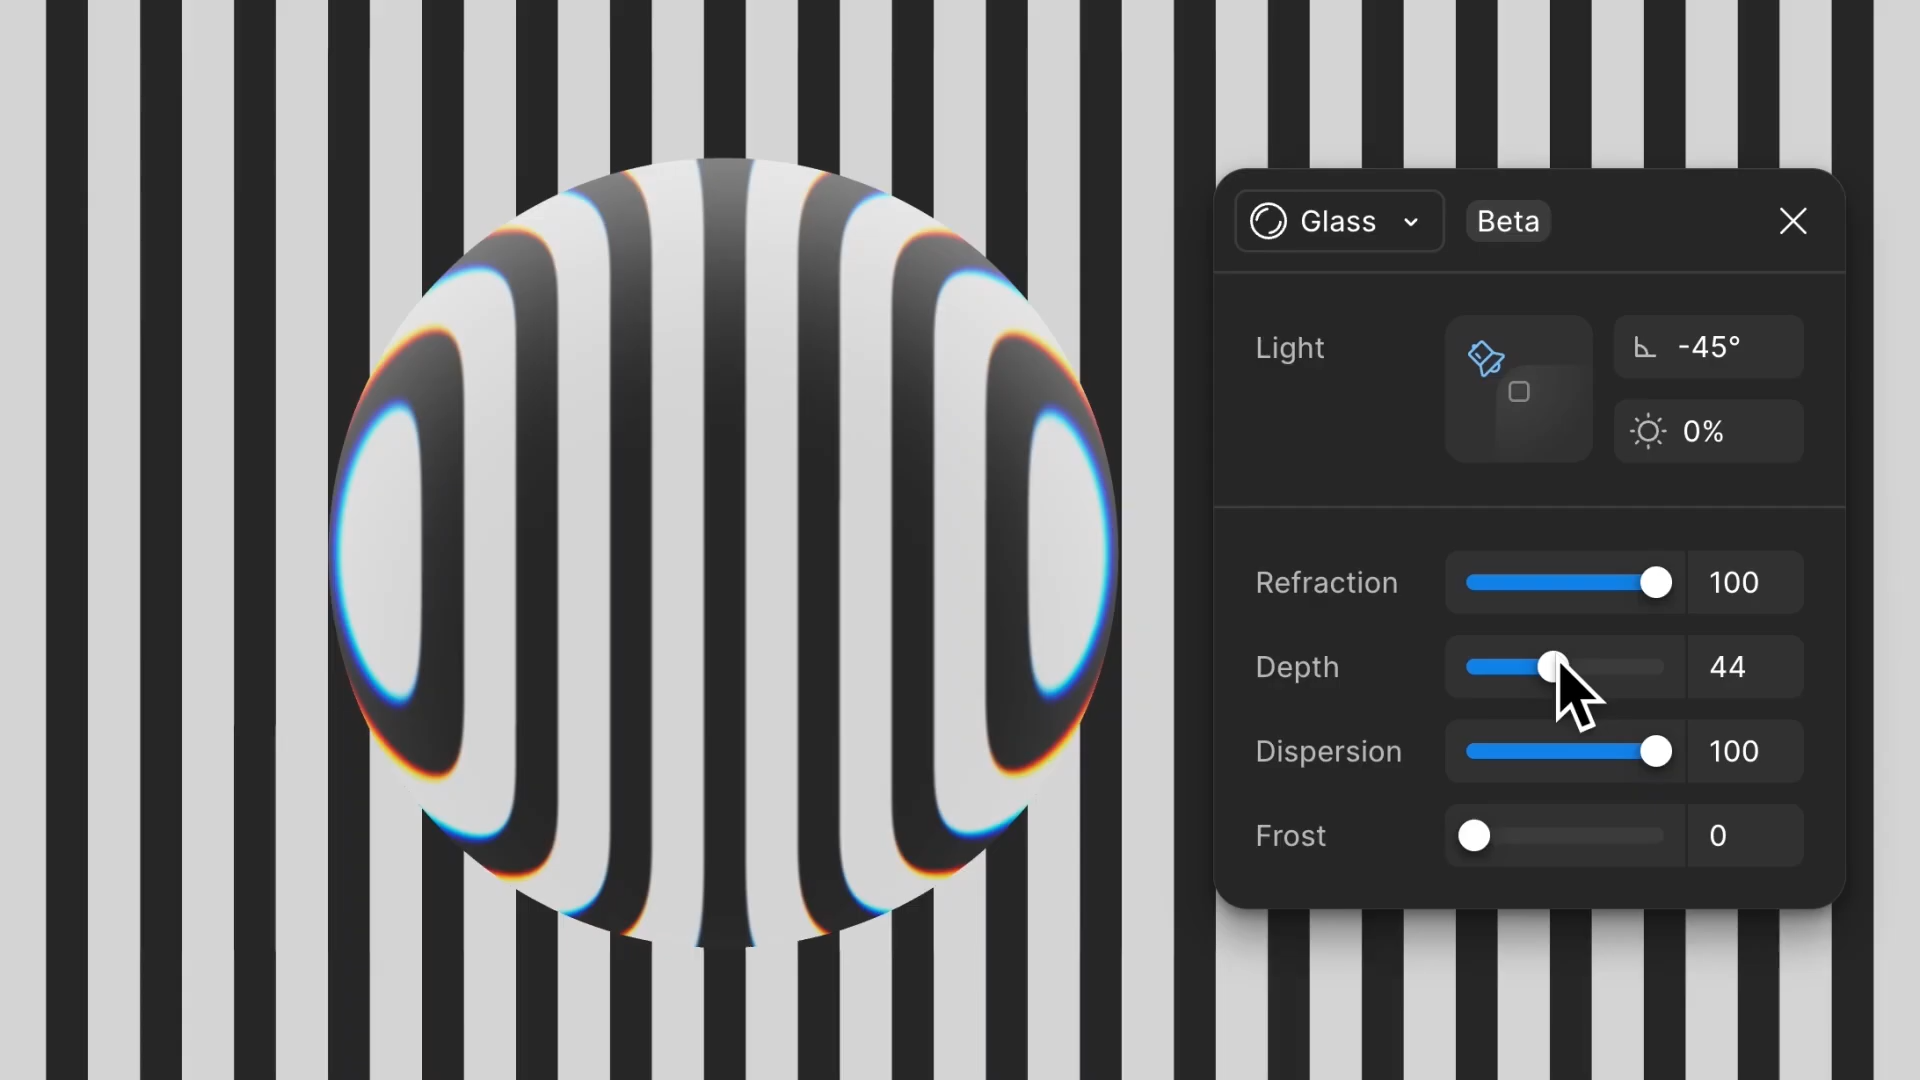 Glass Beta
Light -45°
0%
Refraction 100
Depth 44
Dispersion 100
Frost 0